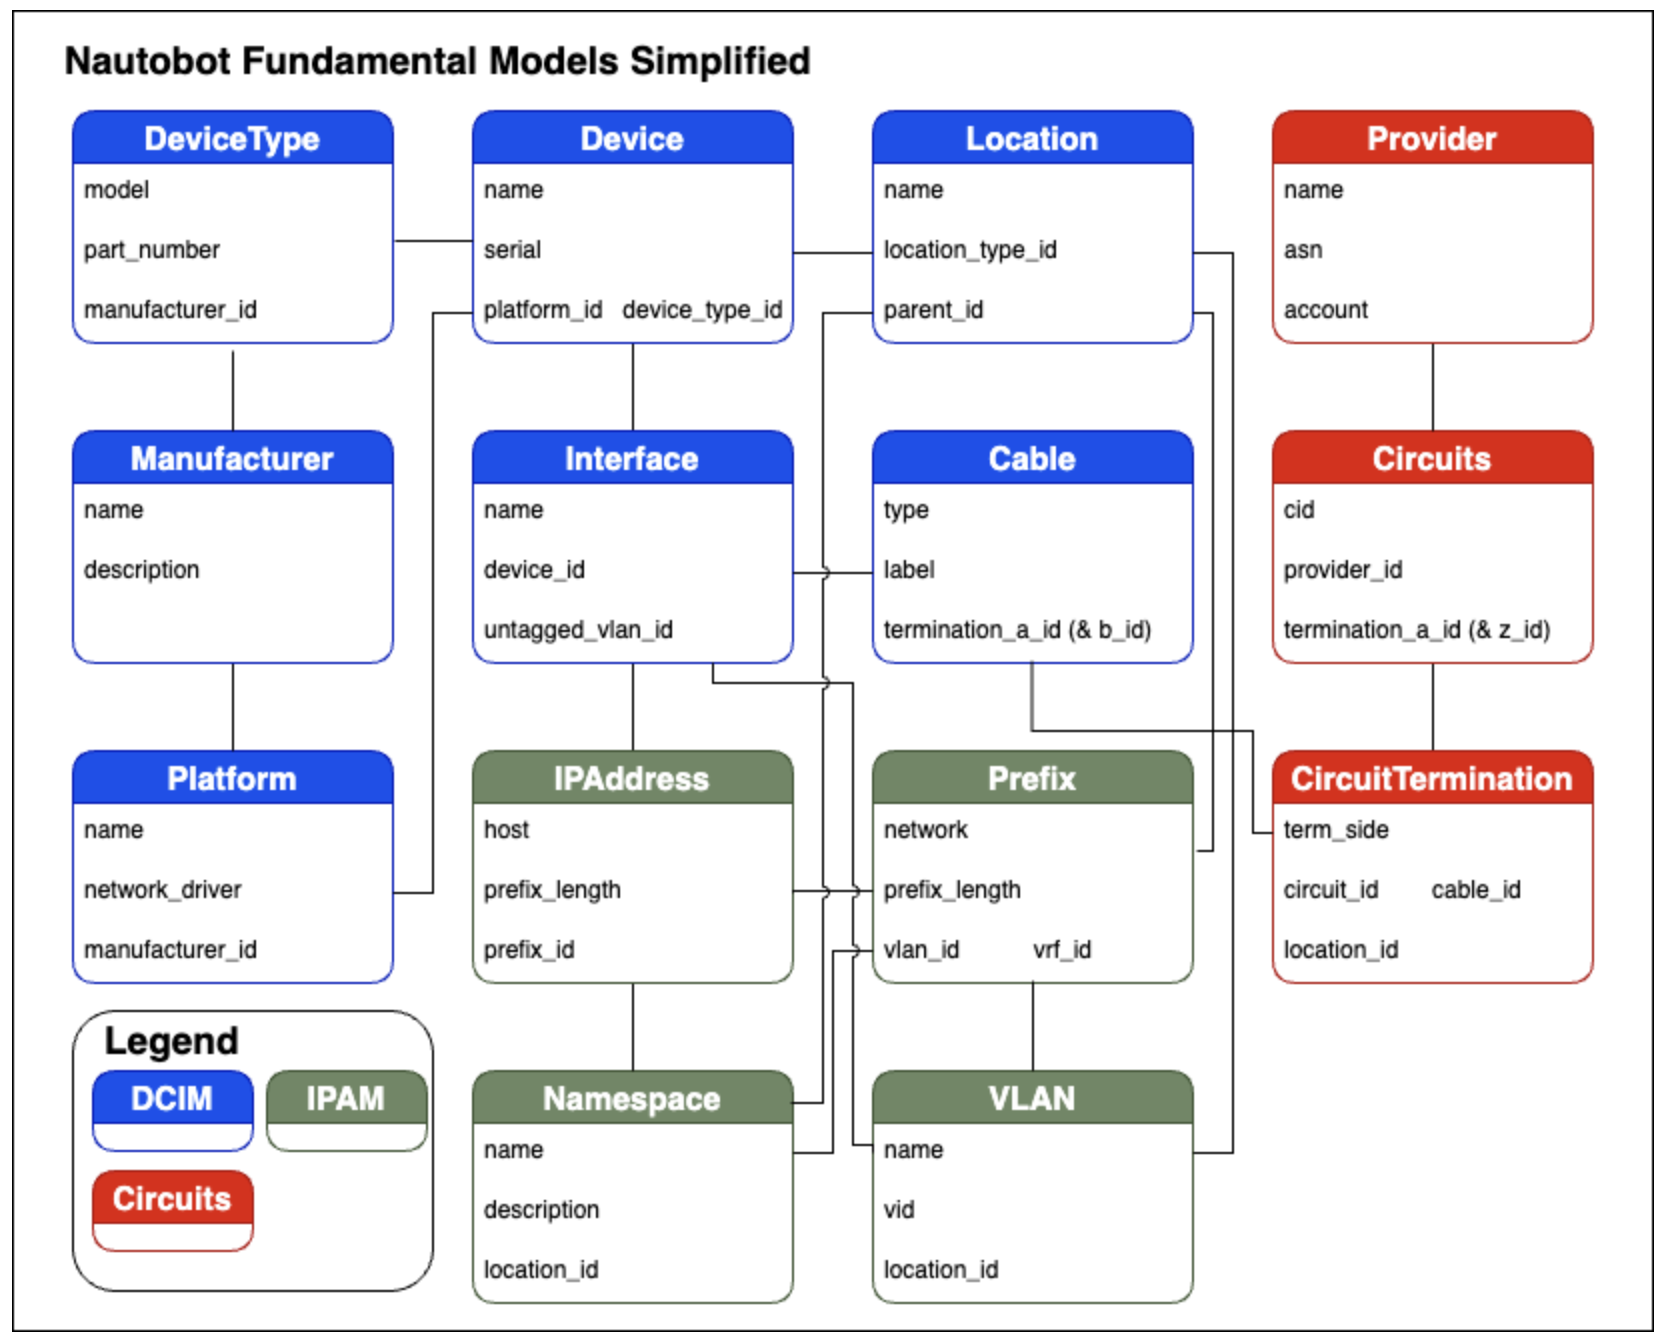 Nautobot Fundamental Models Simplified
DeviceType
model
part_number
manufacturer_id
Device
name
serial
platform_id device_type_id
Location
name
location_type_id
parent_id
Provider
name
asn
account
Manufacturer
name
description
Interface
name
device_id
untagged_vlan_id
Cable
type
label
termination_a_id (& b_id)
Circuits
cid
provider_id
termination_a_id (& z_id)
Platform
name
network_driver
manufacturer_id
IPAddress
host
prefix_length
prefix_id
Prefix
network
prefix_length
vlan_id vrf_id
CircuitTermination
term_side
circuit_id cable_id
location_id
Legend
DCIM
IPAM
Circuits
Namespace
name
description
location_id
VLAN
name
vid
location_id